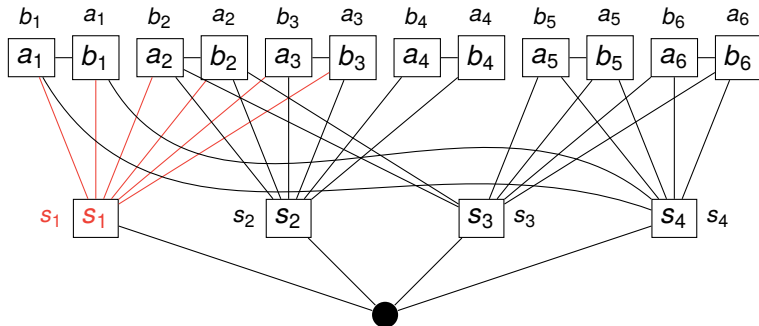 b1 a1 b2 a2 b3 a3 b4 a4 b5 a5 b6 a6
a1 b1 a2 b2 a3 b3 a4 b4 a5 b5 a6 b6
s1 s1 s2 s2 s3 s3 s4 s4